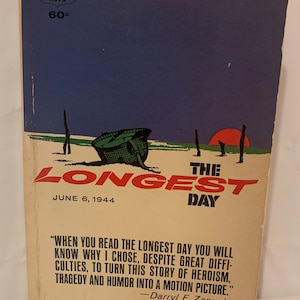 60¢
THE
LONGEST
DAY
JUNE 6, 1944
"WHEN YOU READ THE LONGEST DAY YOU WILL
KNOW WHY I CHOSE, DESPITE GREAT DIFFI-
CULTIES, TO TURN THIS STORY OF HEROISM,
TRAGEDY AND HUMOR INTO A MOTION PICTURE."
—Darryl F.